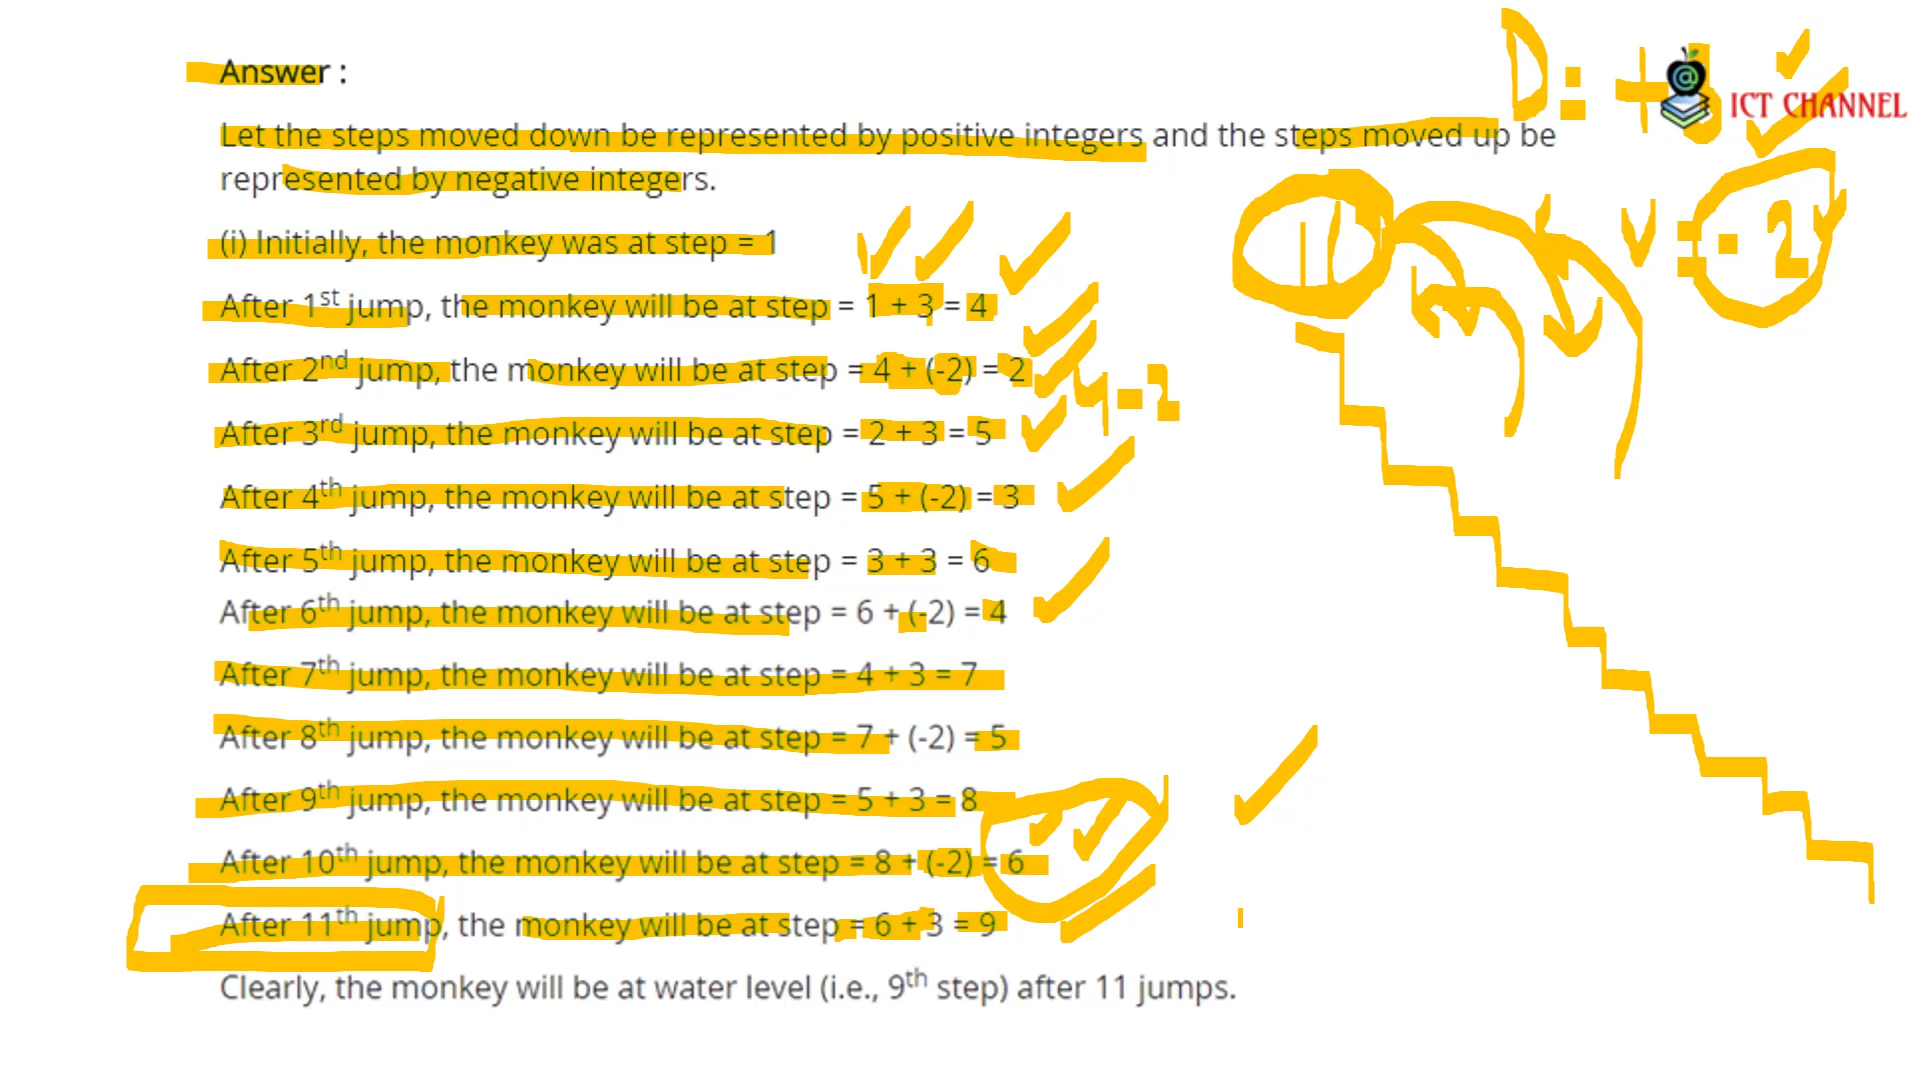 Answer :
D = +3
ICT CHANNEL
Let the steps moved down be represented by positive integers and the steps moved up be
represented by negative integers.
(i) Initially, the monkey was at step = 1
= - 2
After 1st jump, the monkey will be at step = 1 + 3 = 4
After 2nd jump, the monkey will be at step = 4 + (-2) = 2
4-2
After 3rd jump, the monkey will be at step = 2 + 3 = 5
After 4th jump, the monkey will be at step = 5 + (-2) = 3
After 5th jump, the monkey will be at step = 3 + 3 = 6
After 6th jump, the monkey will be at step = 6 + (-2) = 4
After 7th jump, the monkey will be at step = 4 + 3 = 7
After 8th jump, the monkey will be at step = 7 + (-2) = 5
After 9th jump, the monkey will be at step = 5 + 3 = 8
After 10th jump, the monkey will be at step = 8 + (-2) = 6
After 11th jump, the monkey will be at step = 6 + 3 = 9
Clearly, the monkey will be at water level (i.e., 9th step) after 11 jumps.